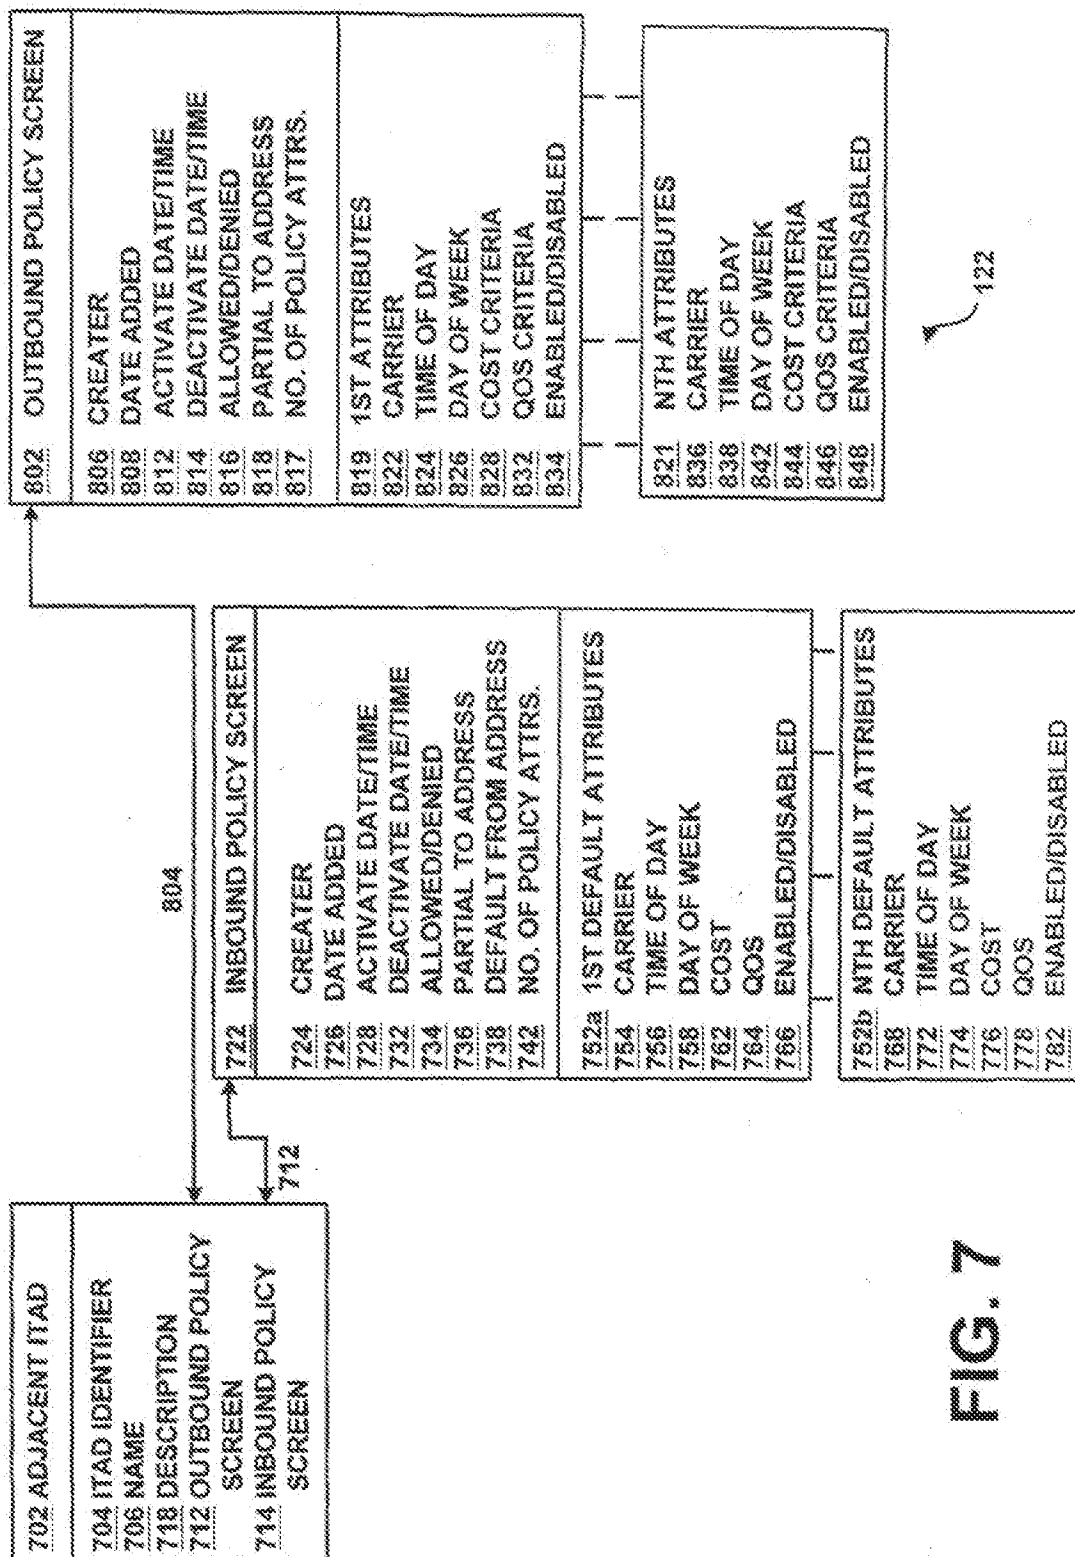 702 ADJACENT ITAD
704 ITAD IDENTIFIER
706 NAME
718 DESCRIPTION
712 OUTBOUND POLICY
SCREEN
714 INBOUND POLICY
SCREEN
804
712
722 INBOUND POLICY SCREEN
724 CREATER
726 DATE ADDED
728 ACTIVATE DATE/TIME
732 DEACTIVATE DATE/TIME
734 ALLOWED/DENIED
736 PARTIAL TO ADDRESS
738 DEFAULT FROM ADDRESS
742 NO. OF POLICY ATTRS.
752a 1ST DEFAULT ATTRIBUTES
754 CARRIER
756 TIME OF DAY
758 DAY OF WEEK
762 COST
764 QOS
766 ENABLED/DISABLED
752b NTH DEFAULT ATTRIBUTES
768 CARRIER
772 TIME OF DAY
774 DAY OF WEEK
776 COST
778 QOS
782 ENABLED/DISABLED
802 OUTBOUND POLICY SCREEN
806 CREATER
808 DATE ADDED
812 ACTIVATE DATE/TIME
814 DEACTIVATE DATE/TIME
816 ALLOWED/DENIED
818 PARTIAL TO ADDRESS
817 NO. OF POLICY ATTRS.
819 1ST ATTRIBUTES
822 CARRIER
824 TIME OF DAY
826 DAY OF WEEK
828 COST CRITERIA
832 QOS CRITERIA
834 ENABLED/DISABLED
821 NTH ATTRIBUTES
836 CARRIER
838 TIME OF DAY
842 DAY OF WEEK
844 COST CRITERIA
846 QOS CRITERIA
848 ENABLED/DISABLED
122
FIG. 7